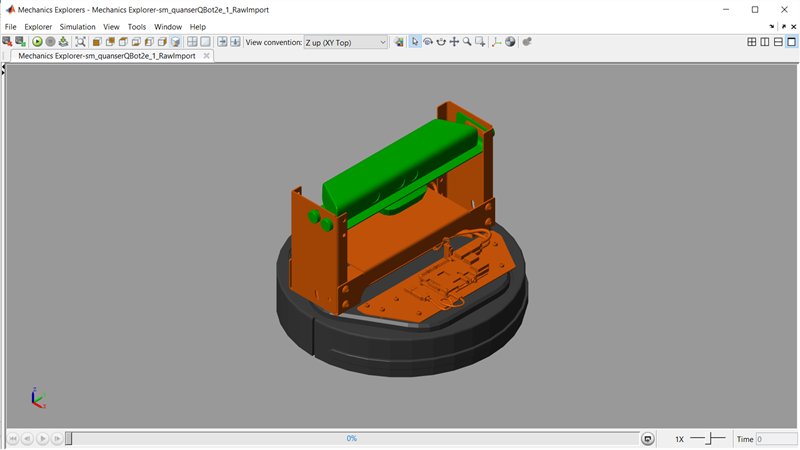 Mechanics Explorers - Mechanics Explorer-sm_quanserQBot2e_1_RawImport
File Explorer Simulation View Tools Window Help
View convention: Z up (XY Top)
Mechanics Explorer-sm_quanserQBot2e_1_RawImport
Z
X
0%
1X
Time 0